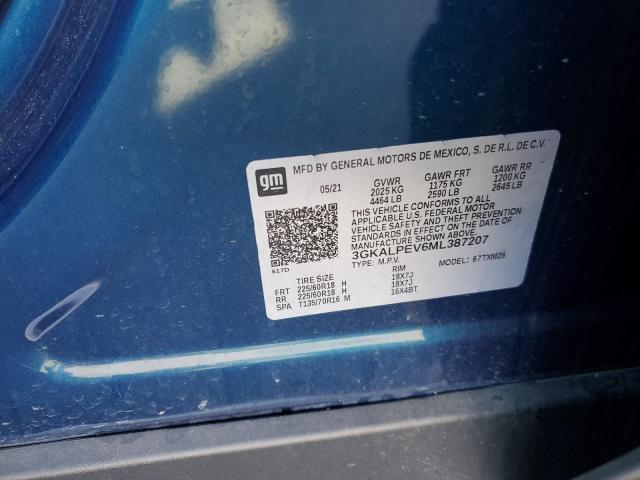 MFD BY GENERAL MOTORS DE MEXICO, S. DE R.L. DE C.V.
gm
05/21 GVWR GAWR FRT GAWR RR
2025 KG 1175 KG 1200 KG
4464 LB 2590 LB 2645 LB
THIS VEHICLE CONFORMS TO ALL
APPLICABLE U.S. FEDERAL MOTOR
VEHICLE SAFETY AND THEFT PREVENTION
STANDARDS IN EFFECT ON THE DATE OF
MANUFACTURE SHOWN ABOVE.
3GKALPEV6ML387207
617D TYPE: M.P.V. MODEL: 67TXM26
TIRE SIZE RIM
FRT 225/60R18 H 18X7J
RR 225/60R18 H 18X7J
SPA T135/70R16 M 16X4BT